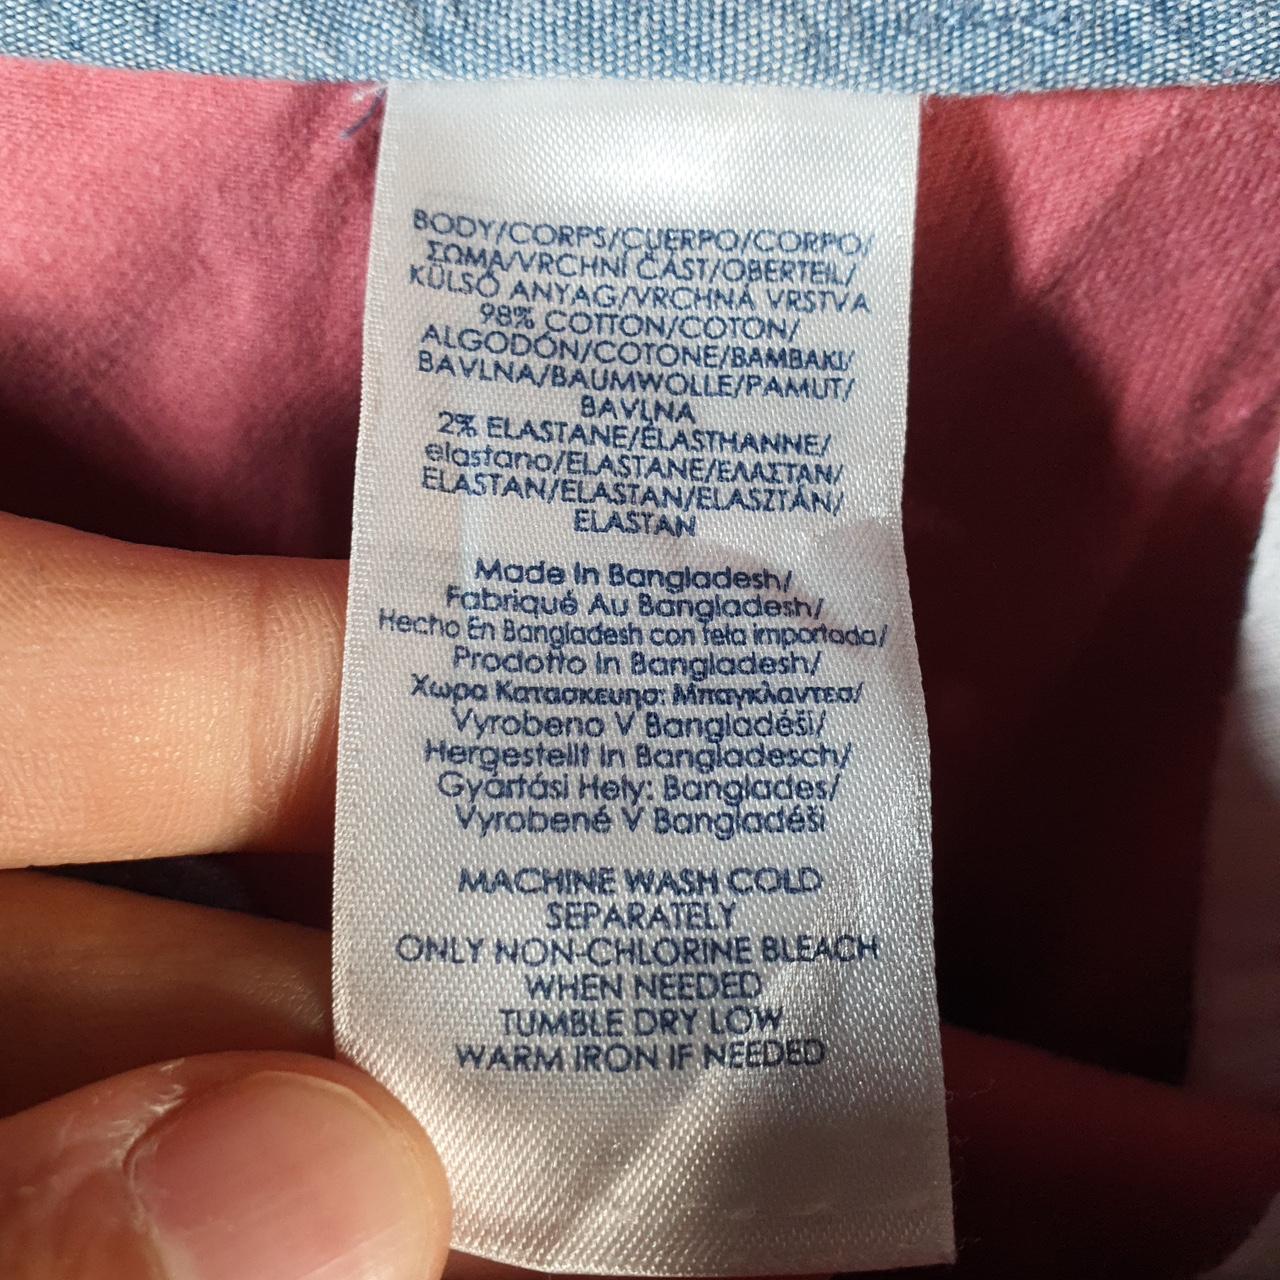 BODY/CORPS/CUERPO/CORPO/
ΣΩΜΑ/VRCHNÍ ČÁST/OBERTEIL/
KÜLSŐ ANYAG/VRCHNÁ VRSTVA
98% COTTON/COTON/
ALGODÓN/COTONE/BAMBAKI/
BAVLNA/BAUMWOLLE/PAMUT/
BAVLNA
2% ELASTANE/ÉLASTHANNE/
elastano/ELASTANE/ΕΛΑΣΤΑΝ/
ELASTAN/ELASTAN/ELASZTÁN/
ELASTAN
Made In Bangladesh/
Fabriqué Au Bangladesh/
Hecho En Bangladesh con tela importada/
Prodotto In Bangladesh/
Χωρα Κατασκευησ: Μπαγκλαντεσ/
Vyrobeno V Bangladéši/
Hergestellt In Bangladesch/
Gyártási Hely: Banglades/
Vyrobené V Bangladéši
MACHINE WASH COLD
SEPARATELY
ONLY NON-CHLORINE BLEACH
WHEN NEEDED
TUMBLE DRY LOW
WARM IRON IF NEEDED